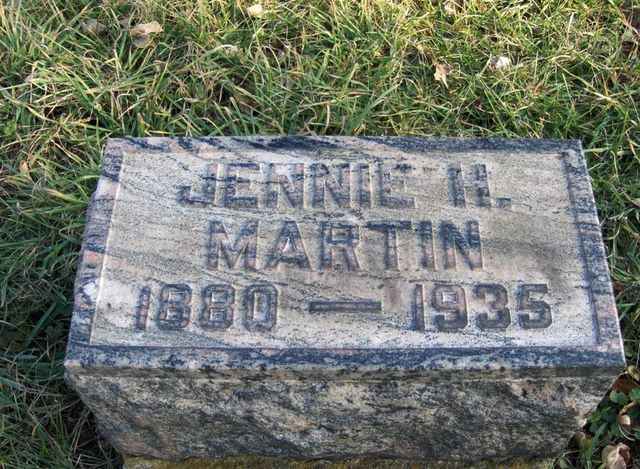 JENNIE H.
MARTIN
1880 — 1935